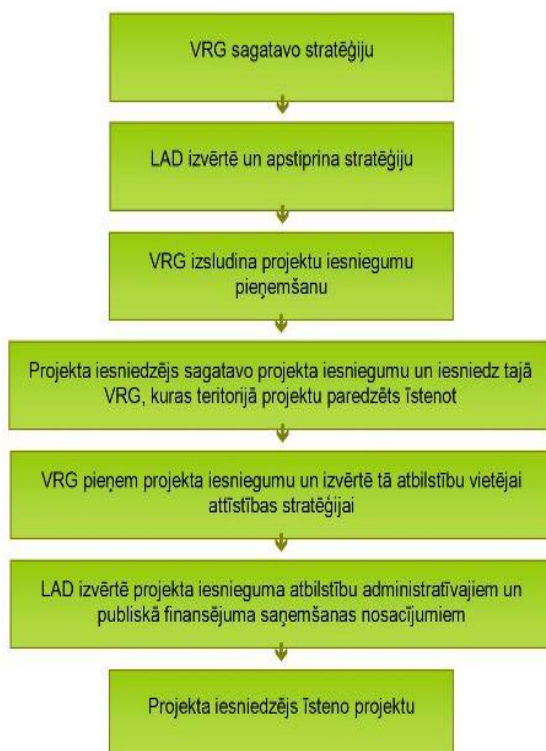 VRG sagatavo stratēģiju
LAD izvērtē un apstiprina stratēģiju
VRG izsludina projektu iesniegumu
pieņemšanu
Projekta iesniedzējs sagatavo projekta iesniegumu un iesniedz tajā
VRG, kuras teritorijā projektu paredzēts īstenot
VRG pieņem projekta iesniegumu un izvērtē tā atbilstību vietējai
attīstības stratēģijai
LAD izvērtē projekta iesnieguma atbilstību administratīvajiem un
publiskā finansējuma saņemšanas nosacījumiem
Projekta iesniedzējs īsteno projektu